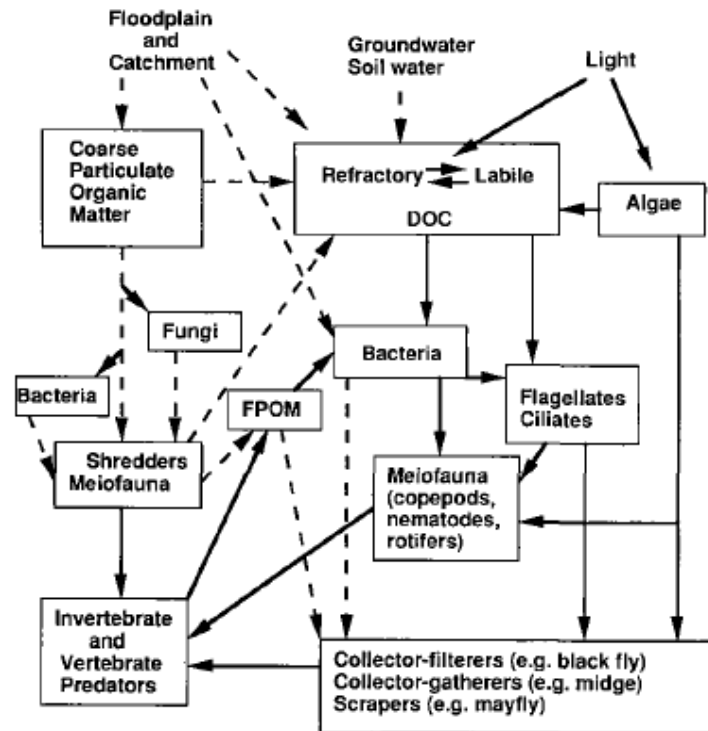 Floodplain
and
Catchment
Groundwater
Soil water
Light
Coarse
Particulate
Organic
Matter
Refractory
Labile
DOC
Algae
Fungi
Bacteria
Bacteria
FPOM
Flagellates
Ciliates
Shredders
Meiofauna
Meiofauna
(copepods,
nematodes,
rotifers)
Invertebrate
and
Vertebrate
Predators
Collector-filterers (e.g. black fly)
Collector-gatherers (e.g. midge)
Scrapers (e.g. mayfly)